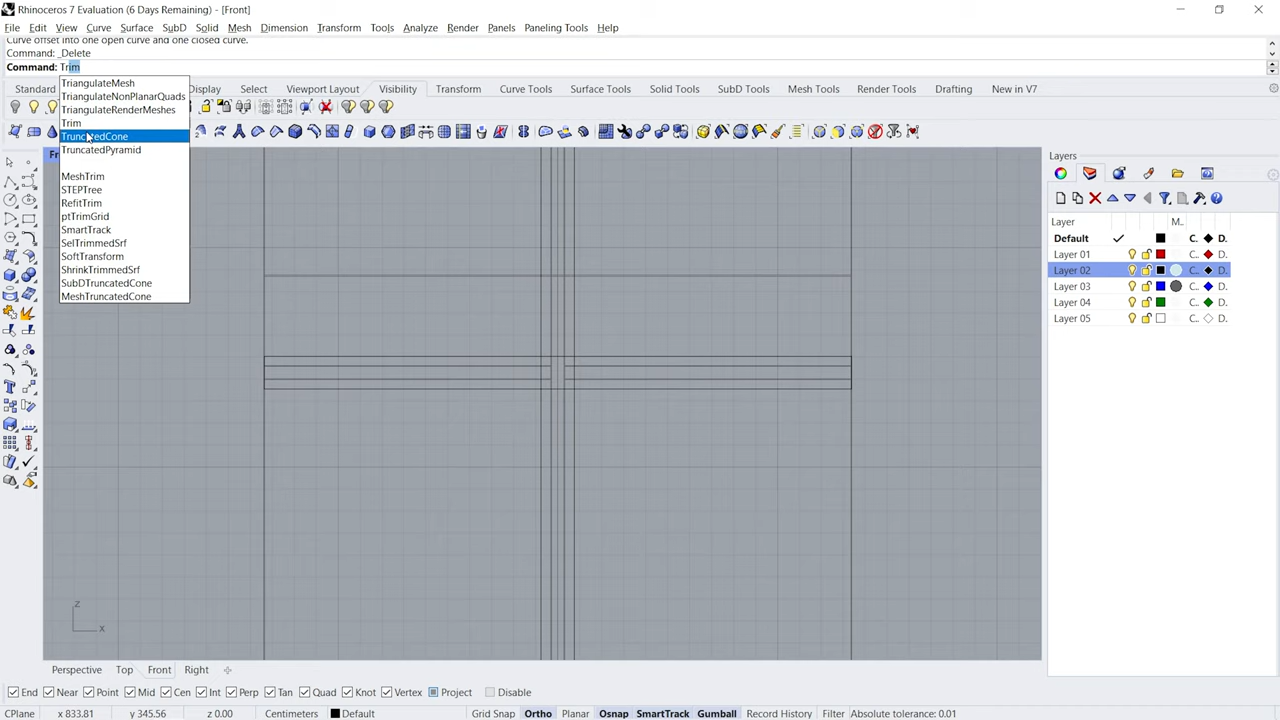 Rhinoceros 7 Evaluation (6 Days Remaining) - [Front]
File Edit View Curve Surface Solid SubD Mesh Dimension Transform Tools Analyze Render Panels Paneling Tools Help
Curve offset into one open curve and one closed curve.
Command: _Delete
Command: Trim
TriangulateMesh
TriangulateNonPlanarQuads
TriangulateRenderMeshes
Trim
TruncatedCone
TruncatedPyramid
MeshTrim
STEPTree
RefitTrim
ptTrimGrid
SmartTrack
SelTrimmedSrf
SoftTransform
ShrinkTrimmedSrf
SubDTruncatedCone
MeshTruncatedCone
Standard Display Select Viewport Layout Visibility Transform Curve Tools Surface Tools Solid Tools SubD Tools Mesh Tools Render Tools Drafting New in V7
Layers
Layer M..
Default C.. D.
Layer 01 C.. D.
Layer 02 C.. D.
Layer 03 C.. D.
Layer 04 C.. D.
Layer 05 C.. D.
z
x
Perspective Top Front Right
End Near Point Mid Cen Int Perp Tan Quad Knot Vertex Project Disable
CPlane x 833.81 y 345.56 z 0.00 Centimeters Default Grid Snap Ortho Planar Osnap SmartTrack Gumball Record History Filter Absolute tolerance: 0.01